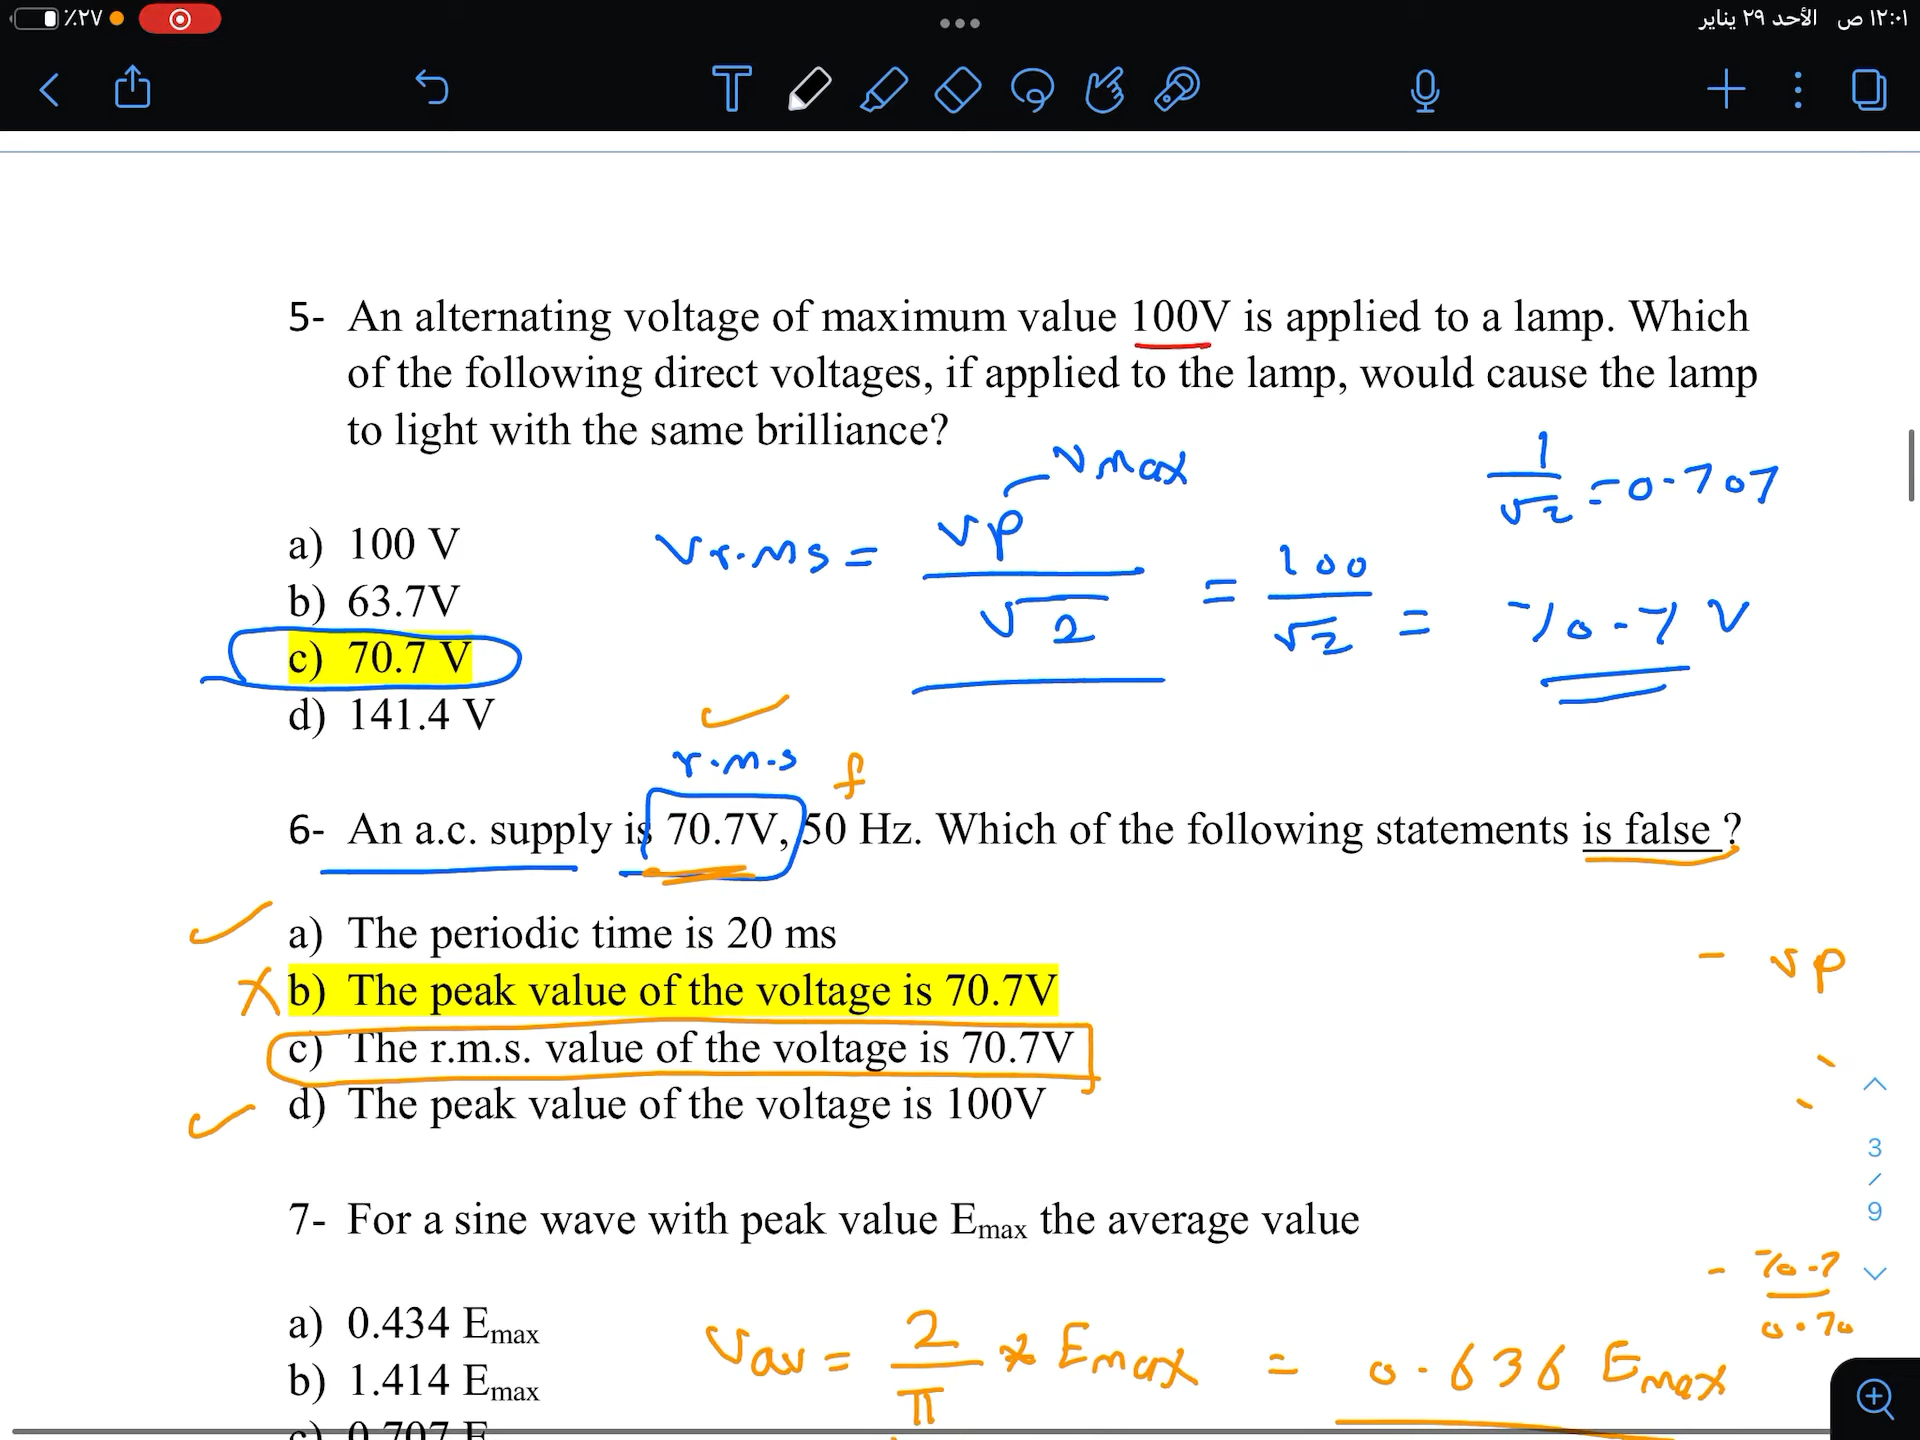 ٪٢٧
١٢:٠١ ص الأحد ٢٩ يناير
5- An alternating voltage of maximum value 100V is applied to a lamp. Which
of the following direct voltages, if applied to the lamp, would cause the lamp
to light with the same brilliance?
v max
1/√2 = 0.707
a) 100 V
Vr.ms = vp/√2 = 100/√2 = 70.7 V
b) 63.7V
c) 70.7 V
d) 141.4 V
r.m.s f
6- An a.c. supply is 70.7V, 50 Hz. Which of the following statements is false ?
a) The periodic time is 20 ms
- vp
b) The peak value of the voltage is 70.7V
c) The r.m.s. value of the voltage is 70.7V
d) The peak value of the voltage is 100V
3
/
9
7- For a sine wave with peak value Emax the average value
- 70.7/0.70
a) 0.434 Emax
Vav = 2/π * Emax = 0.636 Emax
b) 1.414 Emax
c) 0.707 E